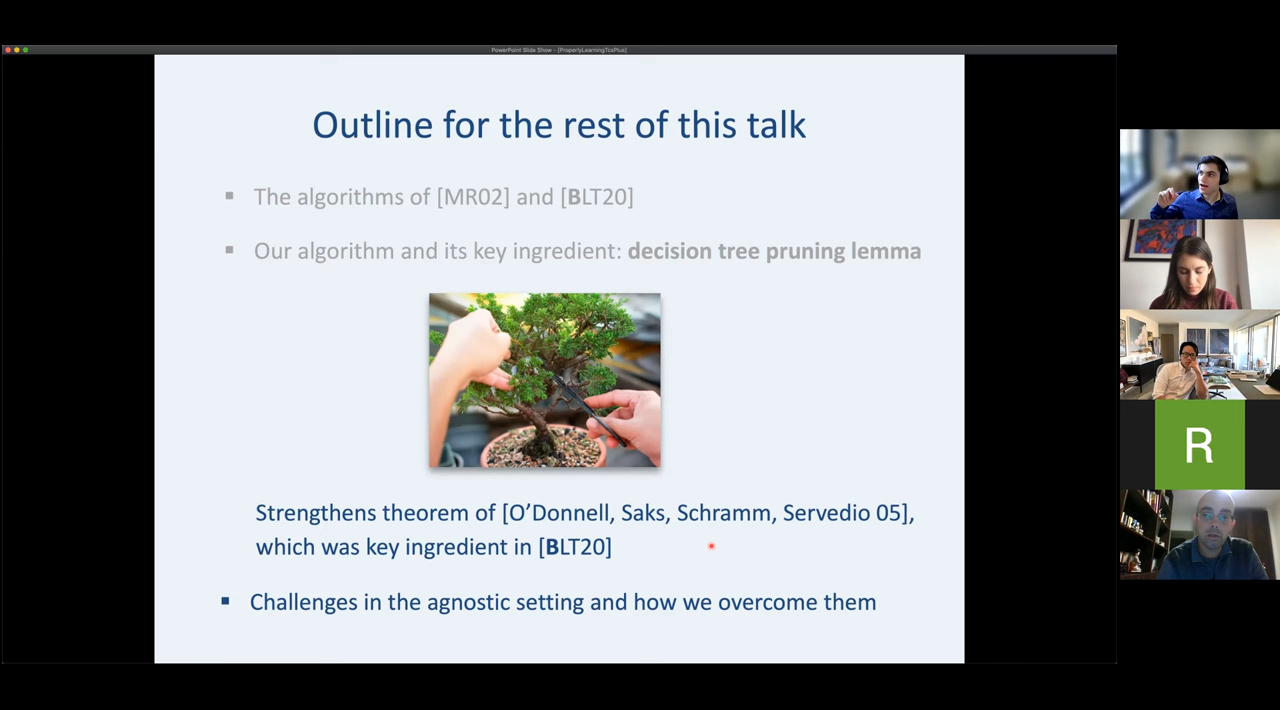 PowerPoint Slide Show - [ProperlyLearningTcsPlus]
Outline for the rest of this talk
▪ The algorithms of [MR02] and [BLT20]
▪ Our algorithm and its key ingredient: decision tree pruning lemma
Strengthens theorem of [O’Donnell, Saks, Schramm, Servedio 05],
which was key ingredient in [BLT20]
▪ Challenges in the agnostic setting and how we overcome them
R